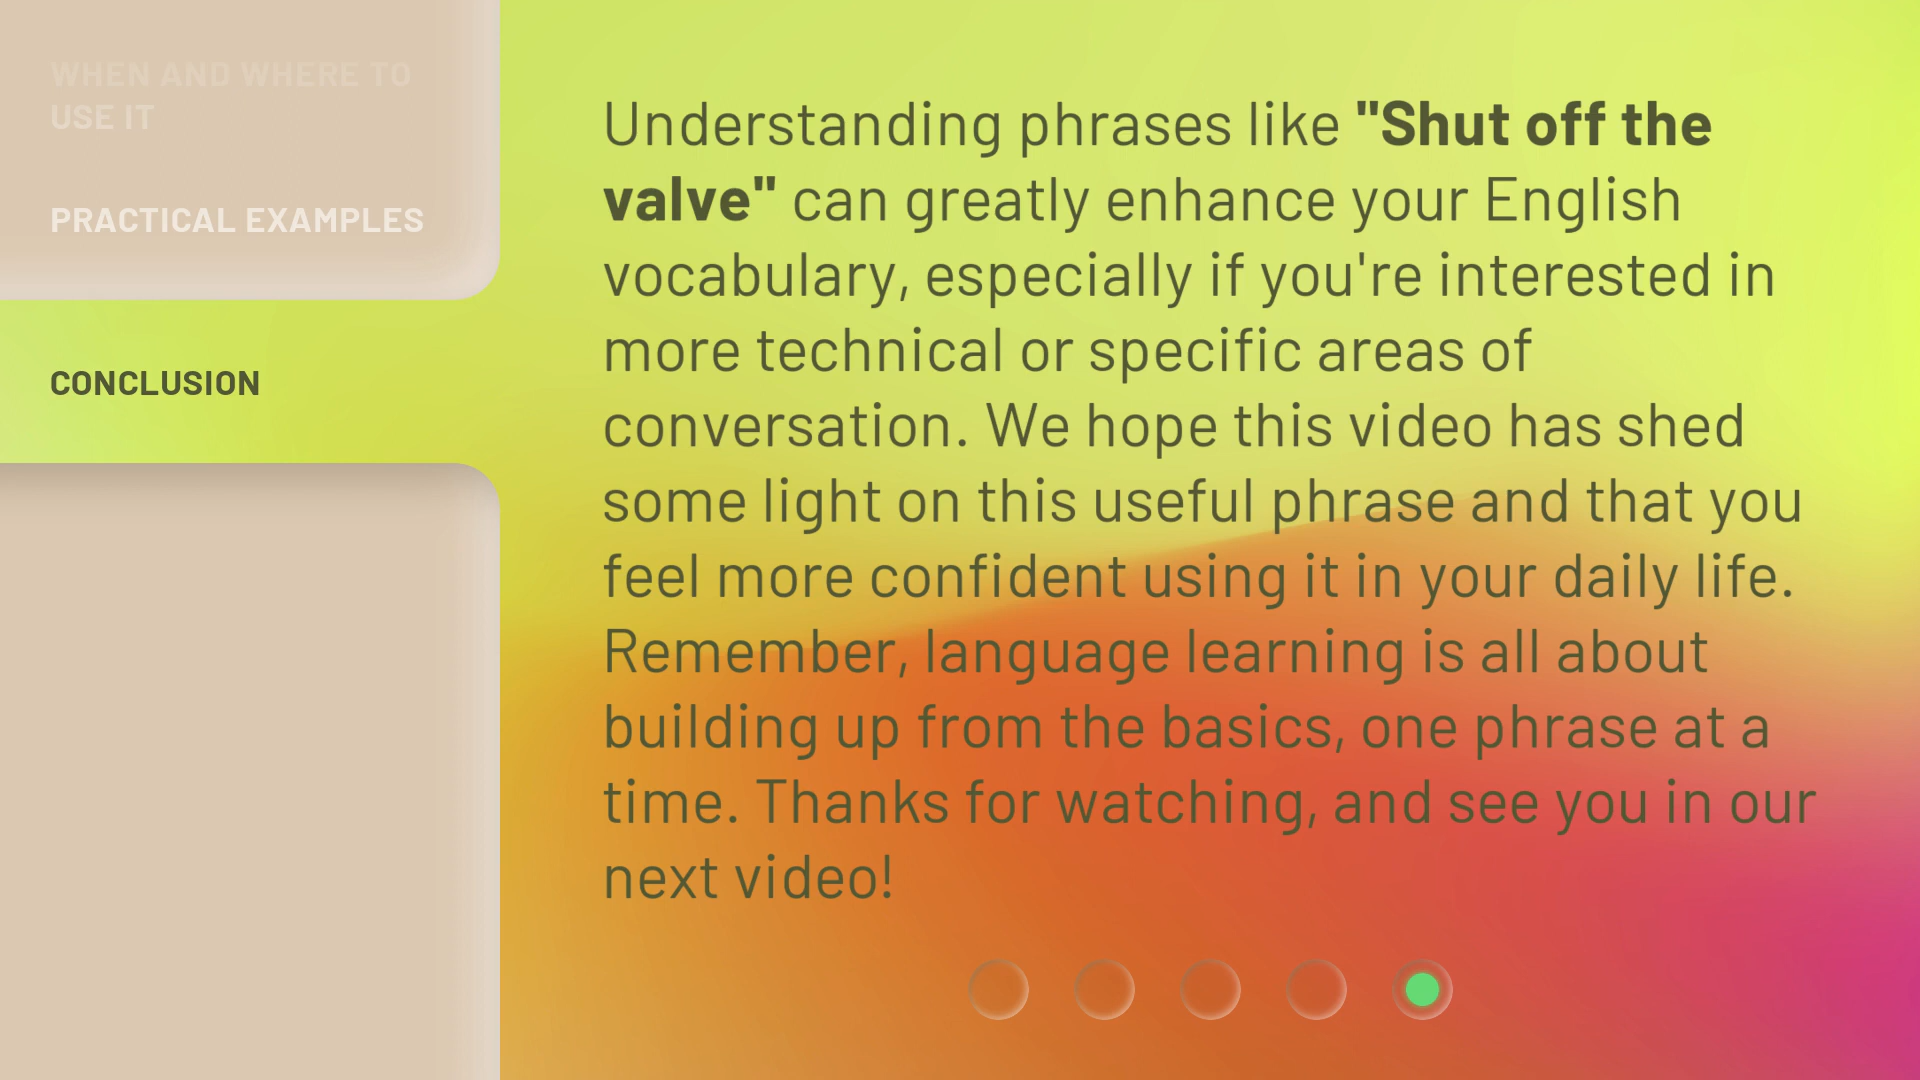 WHEN AND WHERE TO
USE IT
PRACTICAL EXAMPLES
CONCLUSION
Understanding phrases like "Shut off the
valve" can greatly enhance your English
vocabulary, especially if you're interested in
more technical or specific areas of
conversation. We hope this video has shed
some light on this useful phrase and that you
feel more confident using it in your daily life.
Remember, language learning is all about
building up from the basics, one phrase at a
time. Thanks for watching, and see you in our
next video!